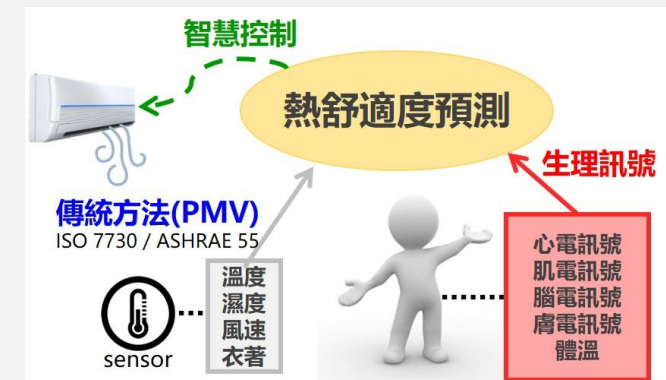 智慧控制
熱舒適度預測
生理訊號
傳統方法(PMV)
ISO 7730 / ASHRAE 55
溫度
濕度
風速
衣著
sensor
心電訊號
肌電訊號
腦電訊號
膚電訊號
體溫